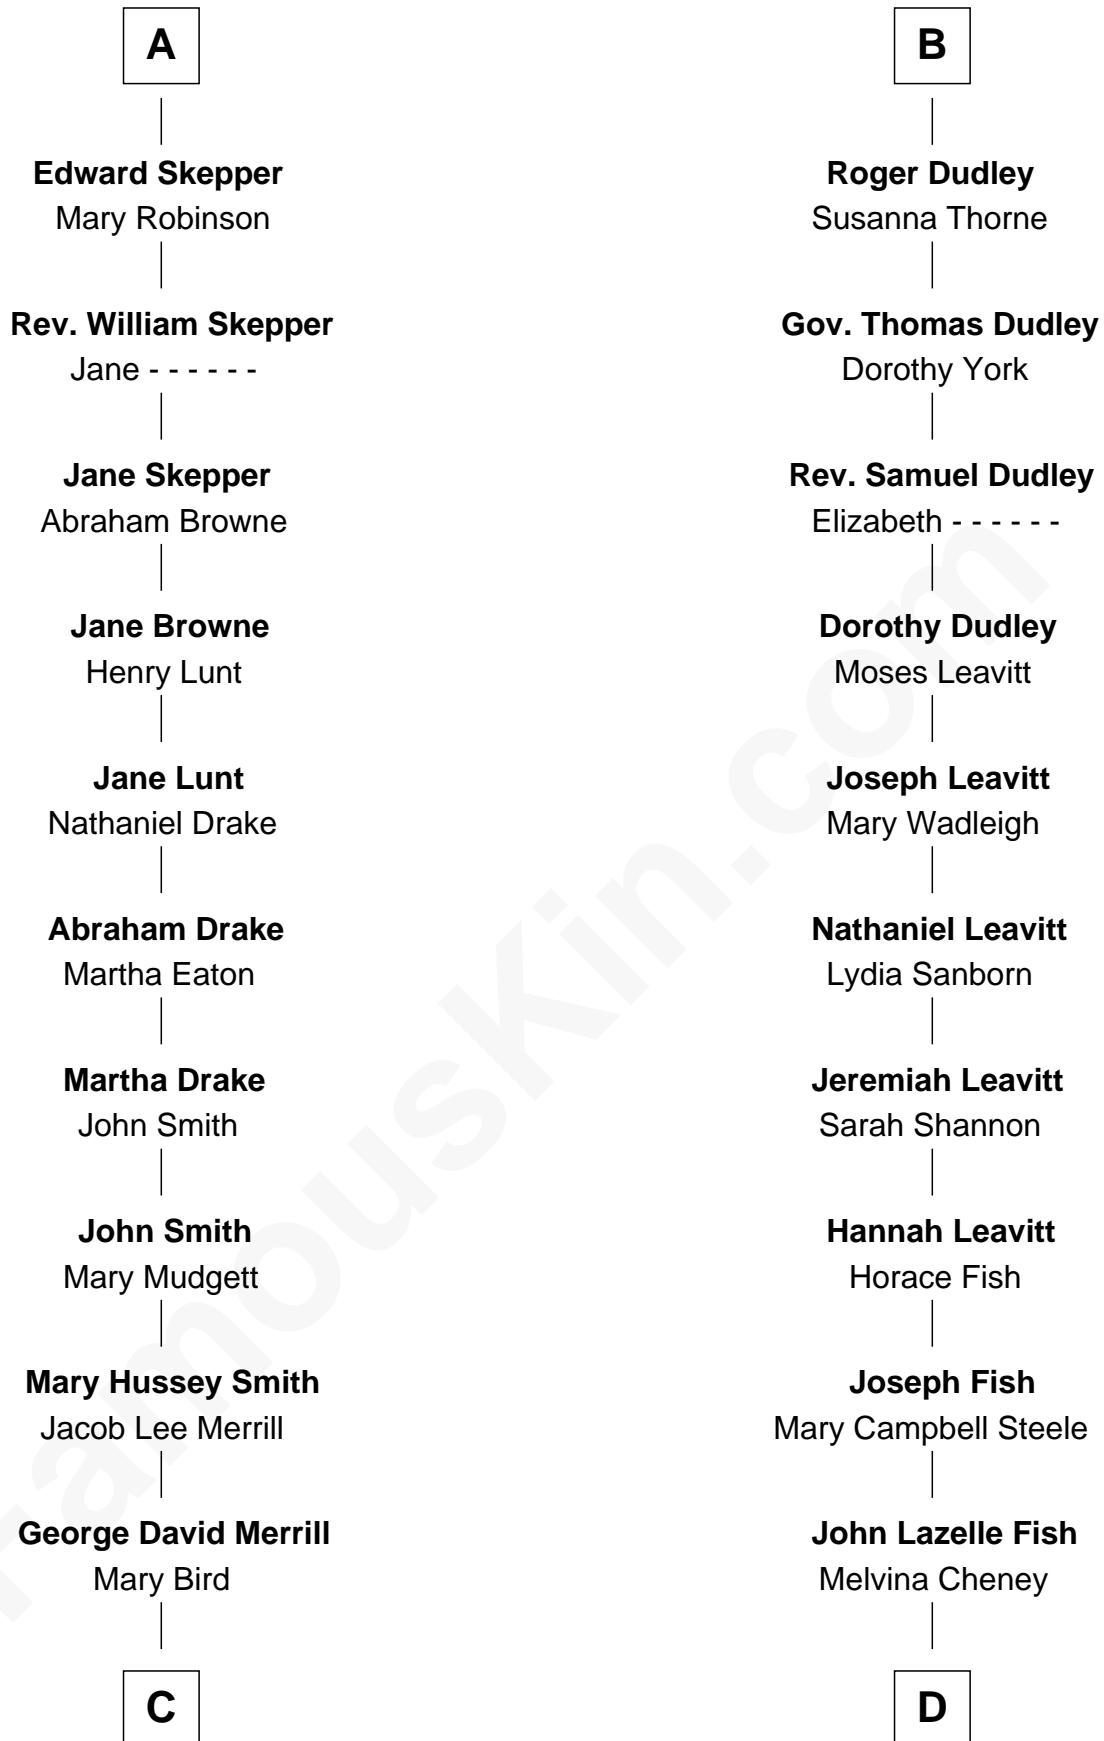 A
Edward Skepper
Mary Robinson
Rev. William Skepper
Jane - - - - - -
Jane Skepper
Abraham Browne
Jane Browne
Henry Lunt
Jane Lunt
Nathaniel Drake
Abraham Drake
Martha Eaton
Martha Drake
John Smith
John Smith
Mary Mudgett
Mary Hussey Smith
Jacob Lee Merrill
George David Merrill
Mary Bird
C
B
Roger Dudley
Susanna Thorne
Gov. Thomas Dudley
Dorothy York
Rev. Samuel Dudley
Elizabeth - - - - - -
Dorothy Dudley
Moses Leavitt
Joseph Leavitt
Mary Wadleigh
Nathaniel Leavitt
Lydia Sanborn
Jeremiah Leavitt
Sarah Shannon
Hannah Leavitt
Horace Fish
Joseph Fish
Mary Campbell Steele
John Lazelle Fish
Melvina Cheney
D
FamousKin.com